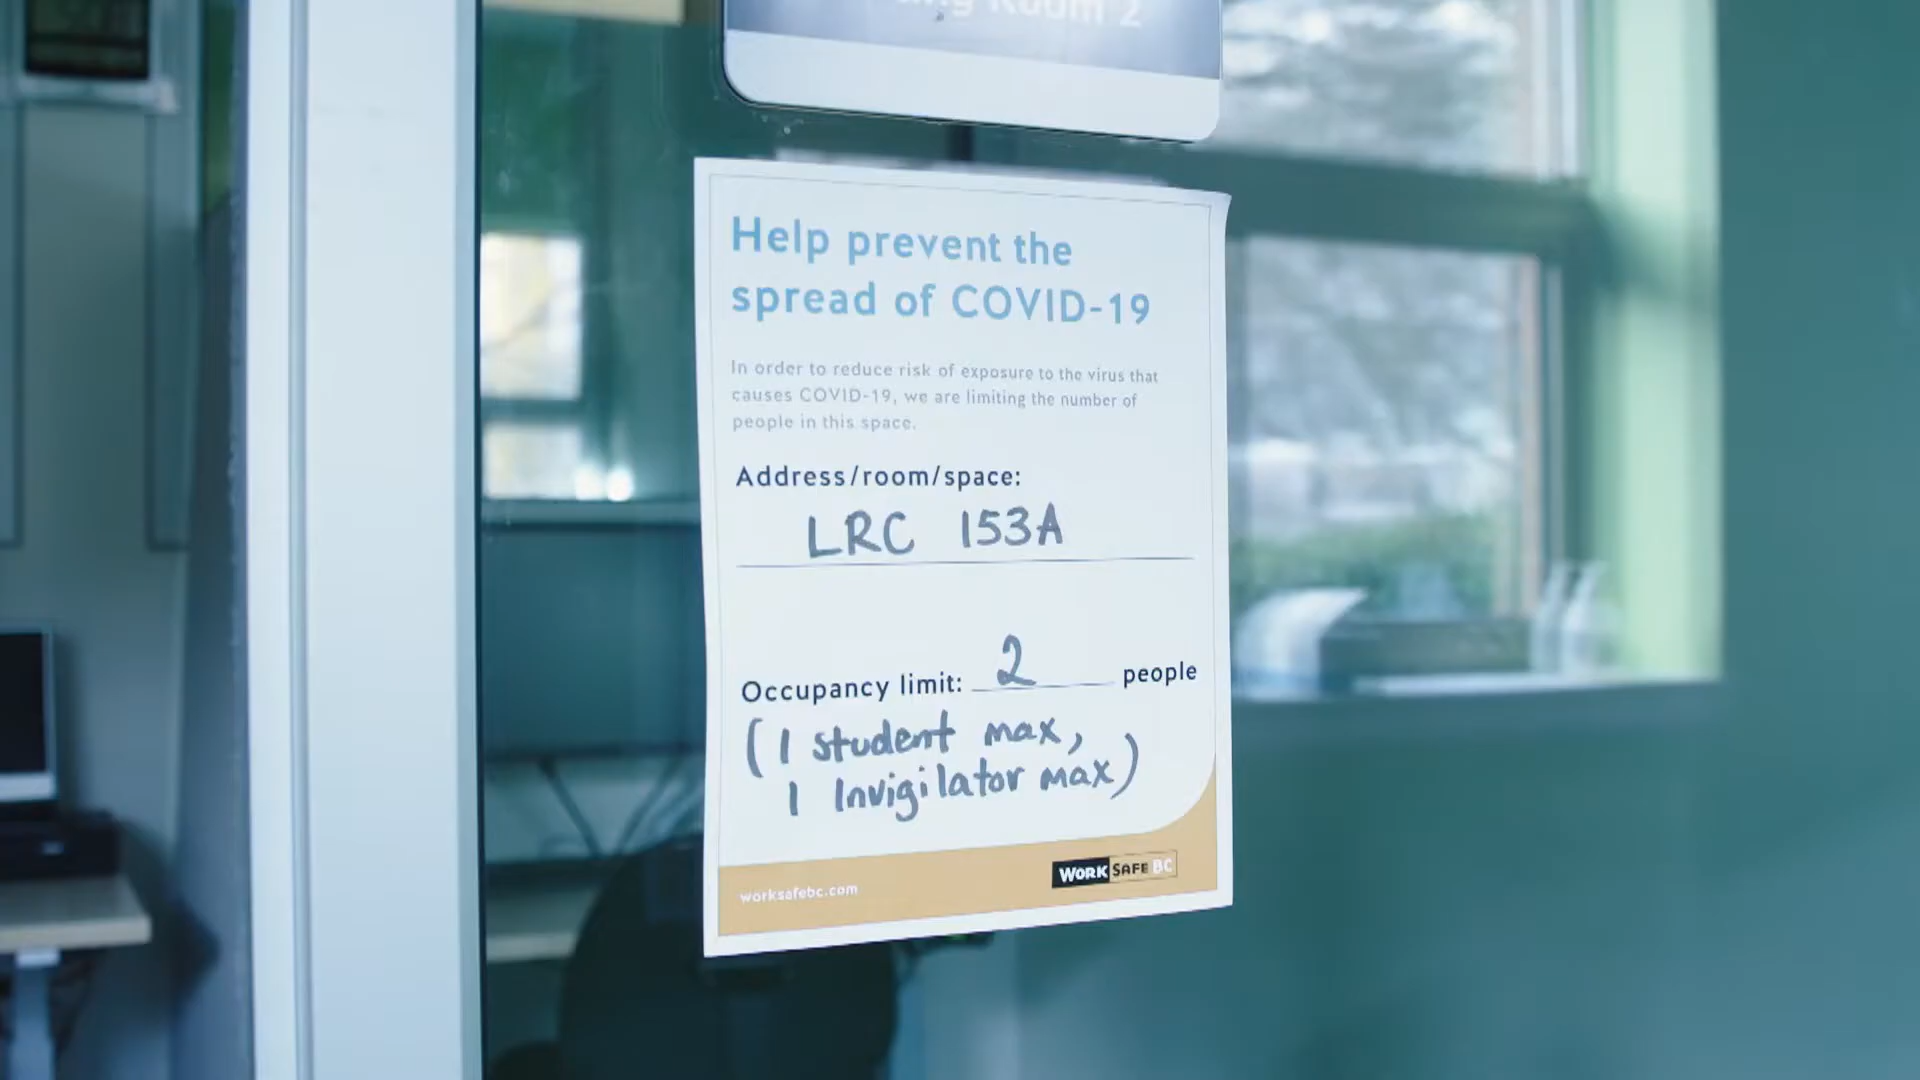 Room 2
Help prevent the
spread of COVID-19
In order to reduce risk of exposure to the virus that
causes COVID-19, we are limiting the number of
people in this space.
Address/room/space:
LRC 153A
Occupancy limit: 2 people
(1 student max,
1 Invigilator max)
worksafebc.com
WORK SAFE BC